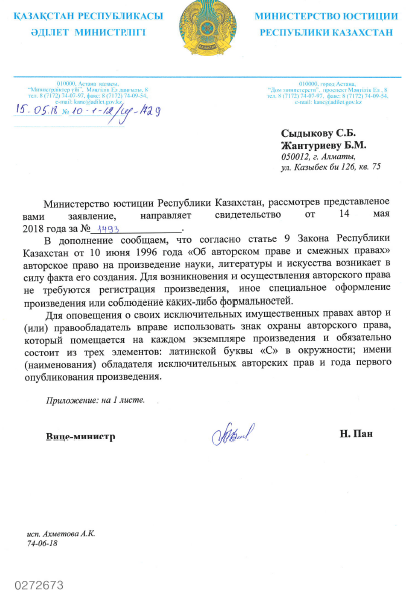 ҚАЗАҚСТАН РЕСПУБЛИКАСЫ
ӘДІЛЕТ МИНИСТРЛІГІ
МИНИСТЕРСТВО ЮСТИЦИИ
РЕСПУБЛИКИ КАЗАХСТАН
010000, Астана қаласы,
010000, город Астана,
15.05.18 № 10-1-12/
Сыдыкову С.Б.
Жантуриеву Б.М.
050012, г. Алматы,
ул. Казыбек би 126, кв. 75
Министерство юстиции Республики Казахстан, рассмотрев представленое
вами заявление, направляет свидетельство от 14 мая
2018 года за № 1493.
В дополнение сообщаем, что согласно статье 9 Закона Республики
Казахстан от 10 июня 1996 года «Об авторском праве и смежных правах»
авторское право на произведение науки, литературы и искусства возникает в
силу факта его создания. Для возникновения и осуществления авторского права
не требуются регистрация произведения, иное специальное оформление
произведения или соблюдение каких-либо формальностей.
Для оповещения о своих исключительных имущественных правах автор и
(или) правообладатель вправе использовать знак охраны авторского права,
который помещается на каждом экземпляре произведения и обязательно
состоит из трех элементов: латинской буквы «С» в окружности; имени
(наименования) обладателя исключительных авторских прав и года первого
опубликования произведения.
Приложение: на 1 листе.
Вице-министр
Н. Пан
исп. Ахметова А.К.
74-06-18
0272673